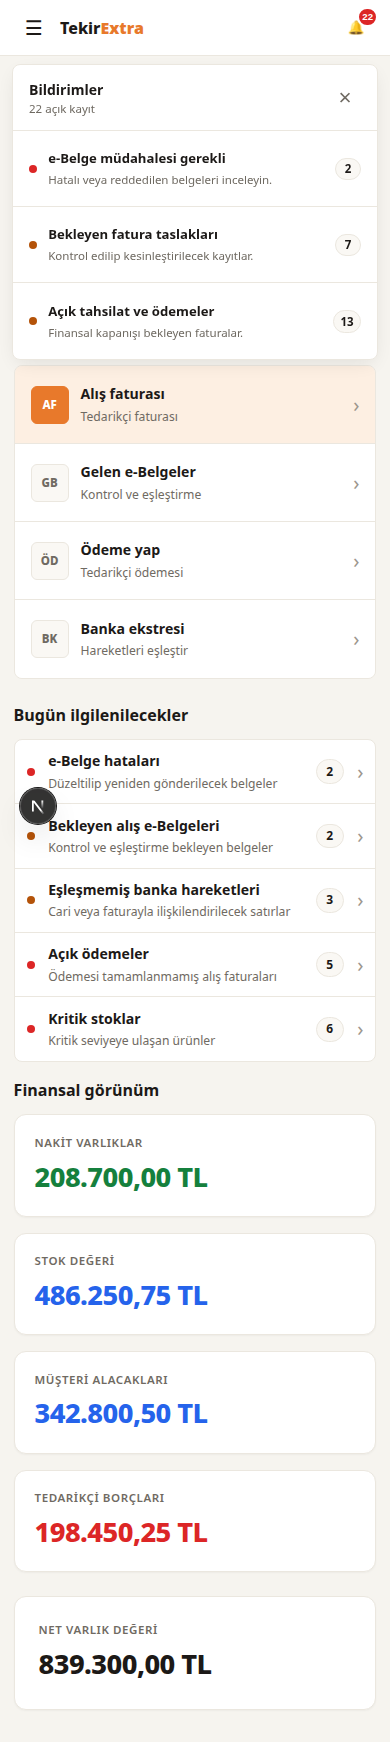 ☰ TekirExtra 🔔 22
Bildirimler ×
22 açık kayıt
e-Belge müdahalesi gerekli 2
Hatalı veya reddedilen belgeleri inceleyin.
Bekleyen fatura taslakları 7
Kontrol edilip kesinleştirilecek kayıtlar.
Açık tahsilat ve ödemeler 13
Finansal kapanışı bekleyen faturalar.
AF Alış faturası ›
Tedarikçi faturası
GB Gelen e-Belgeler ›
Kontrol ve eşleştirme
ÖD Ödeme yap ›
Tedarikçi ödemesi
BK Banka ekstresi ›
Hareketleri eşleştir
Bugün ilgilenilecekler
e-Belge hataları 2 ›
Düzeltilip yeniden gönderilecek belgeler
N
Bekleyen alış e-Belgeleri 2 ›
Kontrol ve eşleştirme bekleyen belgeler
Eşleşmemiş banka hareketleri 3 ›
Cari veya faturayla ilişkilendirilecek satırlar
Açık ödemeler 5 ›
Ödemesi tamamlanmamış alış faturaları
Kritik stoklar 6 ›
Kritik seviyeye ulaşan ürünler
Finansal görünüm
NAKİT VARLIKLAR
208.700,00 TL
STOK DEĞERİ
486.250,75 TL
MÜŞTERİ ALACAKLARI
342.800,50 TL
TEDARİKÇİ BORÇLARI
198.450,25 TL
NET VARLIK DEĞERİ
839.300,00 TL